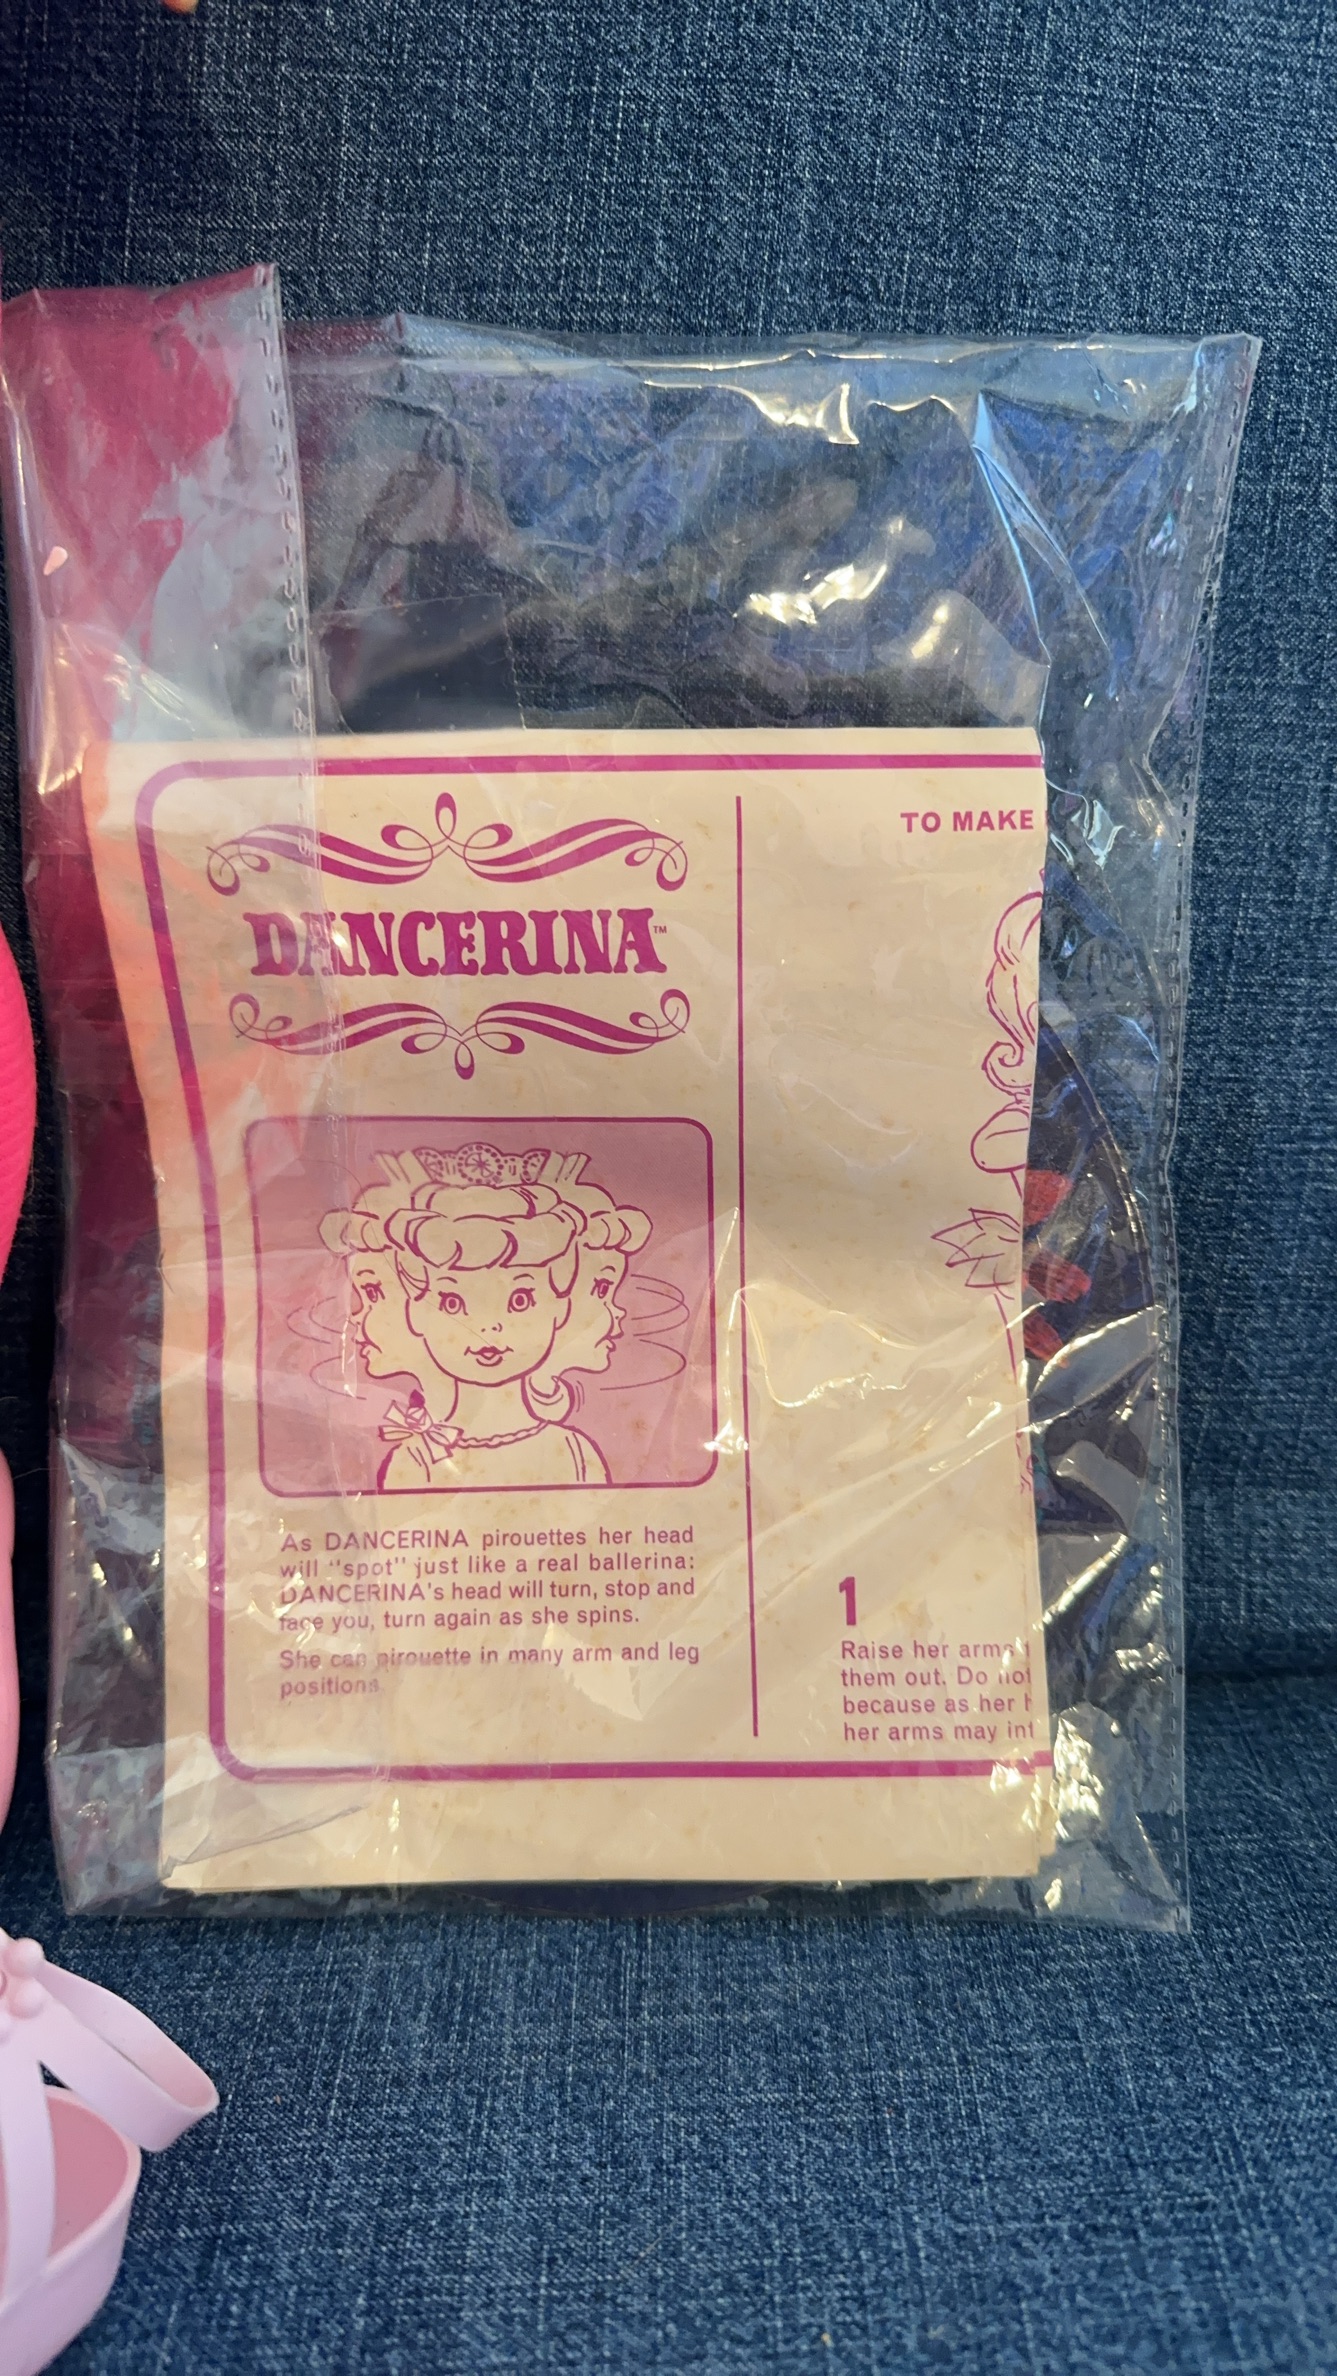 DANCERINA™
As DANCERINA pirouettes her head
will "spot" just like a real ballerina:
DANCERINA's head will turn, stop and
face you, turn again as she spins.
She can pirouette in many arm and leg
positions
TO MAKE
1
Raise her arms
them out. Do not
because as her
her arms may